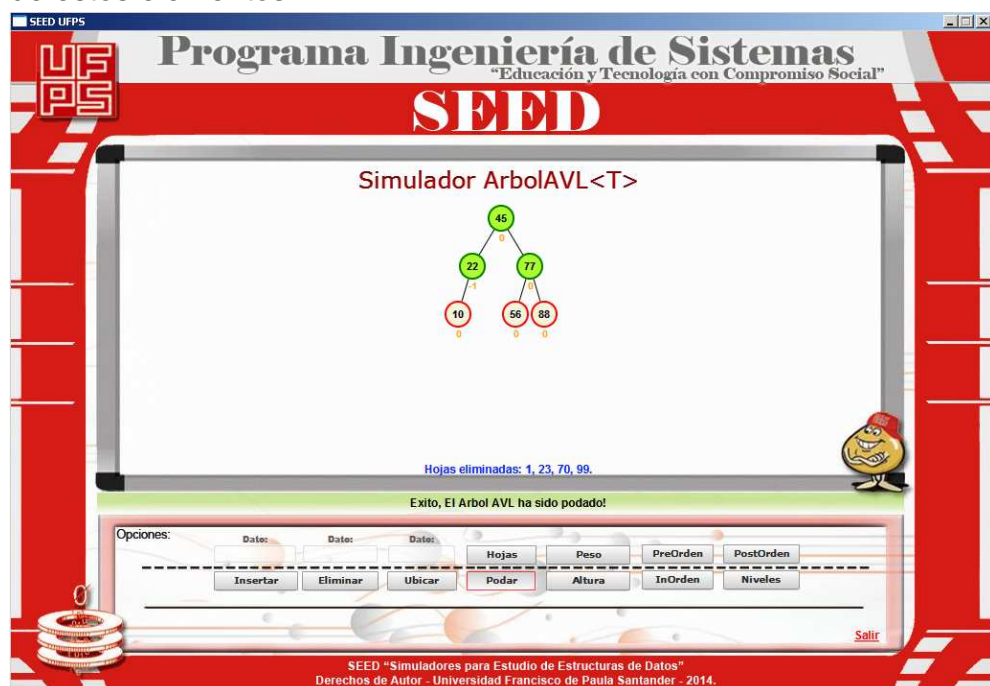 SEED UFPS
UFPS
Programa Ingeniería de Sistemas
“Educación y Tecnología con Compromiso Social”
SEED
Simulador ArbolAVL<T>
45
0
22 77
-1 0
10 56 88
0 0 0
Hojas eliminadas: 1, 23, 70, 99.
Exito, El Arbol AVL ha sido podado!
Opciones:
Dato: Dato: Dato:
Hojas Peso PreOrden PostOrden
Insertar Eliminar Ubicar Podar Altura InOrden Niveles
Salir
SEED “Simuladores para Estudio de Estructuras de Datos”
Derechos de Autor - Universidad Francisco de Paula Santander - 2014.